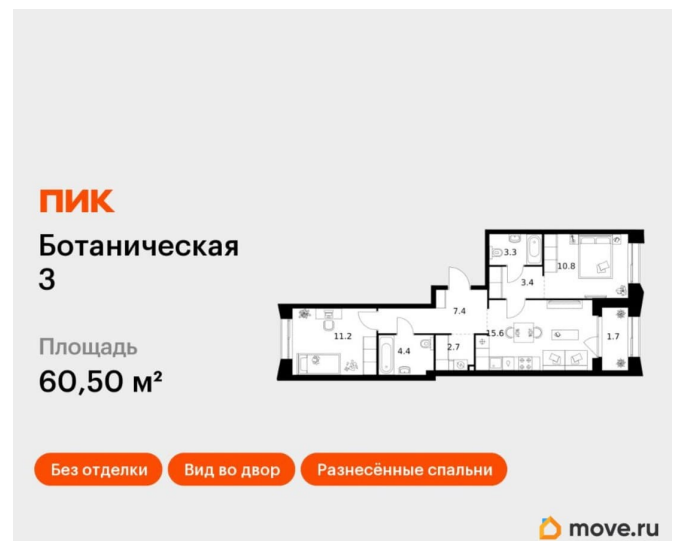 ПИК
Ботаническая
3
Площадь
60,50 м²
3.3
10.8
3.4
7.4
11.2
15.6
1.7
4.4
2.7
Без отделки
Вид во двор
Разнесённые спальни
move.ru